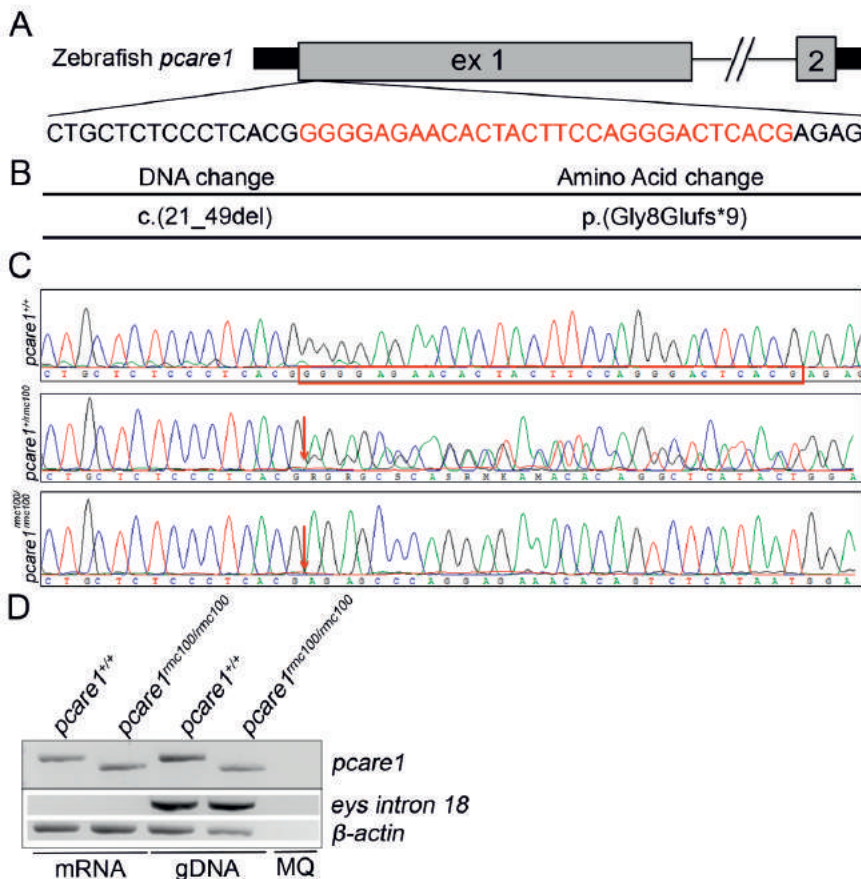 A
Zebrafish pcare1
ex 1
2
CTGCTCTCCCTCACGGGGGAGAACACTACTTCCAGGGACTCACGAGAG
B
DNA change Amino Acid change
c.(21_49del) p.(Gly8Glufs*9)
C
pcare1+/+
C T G C T C T C C C T C A C G G G G G A G A A C A C T A C T T C C A G G G A C T C A C G A G A G
pcare1+/rmc100
C T G C T C T C C C T C A C G R G R G C S C A S R M K A M A C A C A G G C T C A T A C T G G A
pcare1rmc100/rmc100
C T G C T C T C C C T C A C G A G A G C C C A G G A G A A A C A C A G T C T C A T A A T G G A
D
pcare1+/+ pcare1rmc100/rmc100 pcare1+/+ pcare1rmc100/rmc100
pcare1
eys intron 18
β-actin
mRNA gDNA MQ